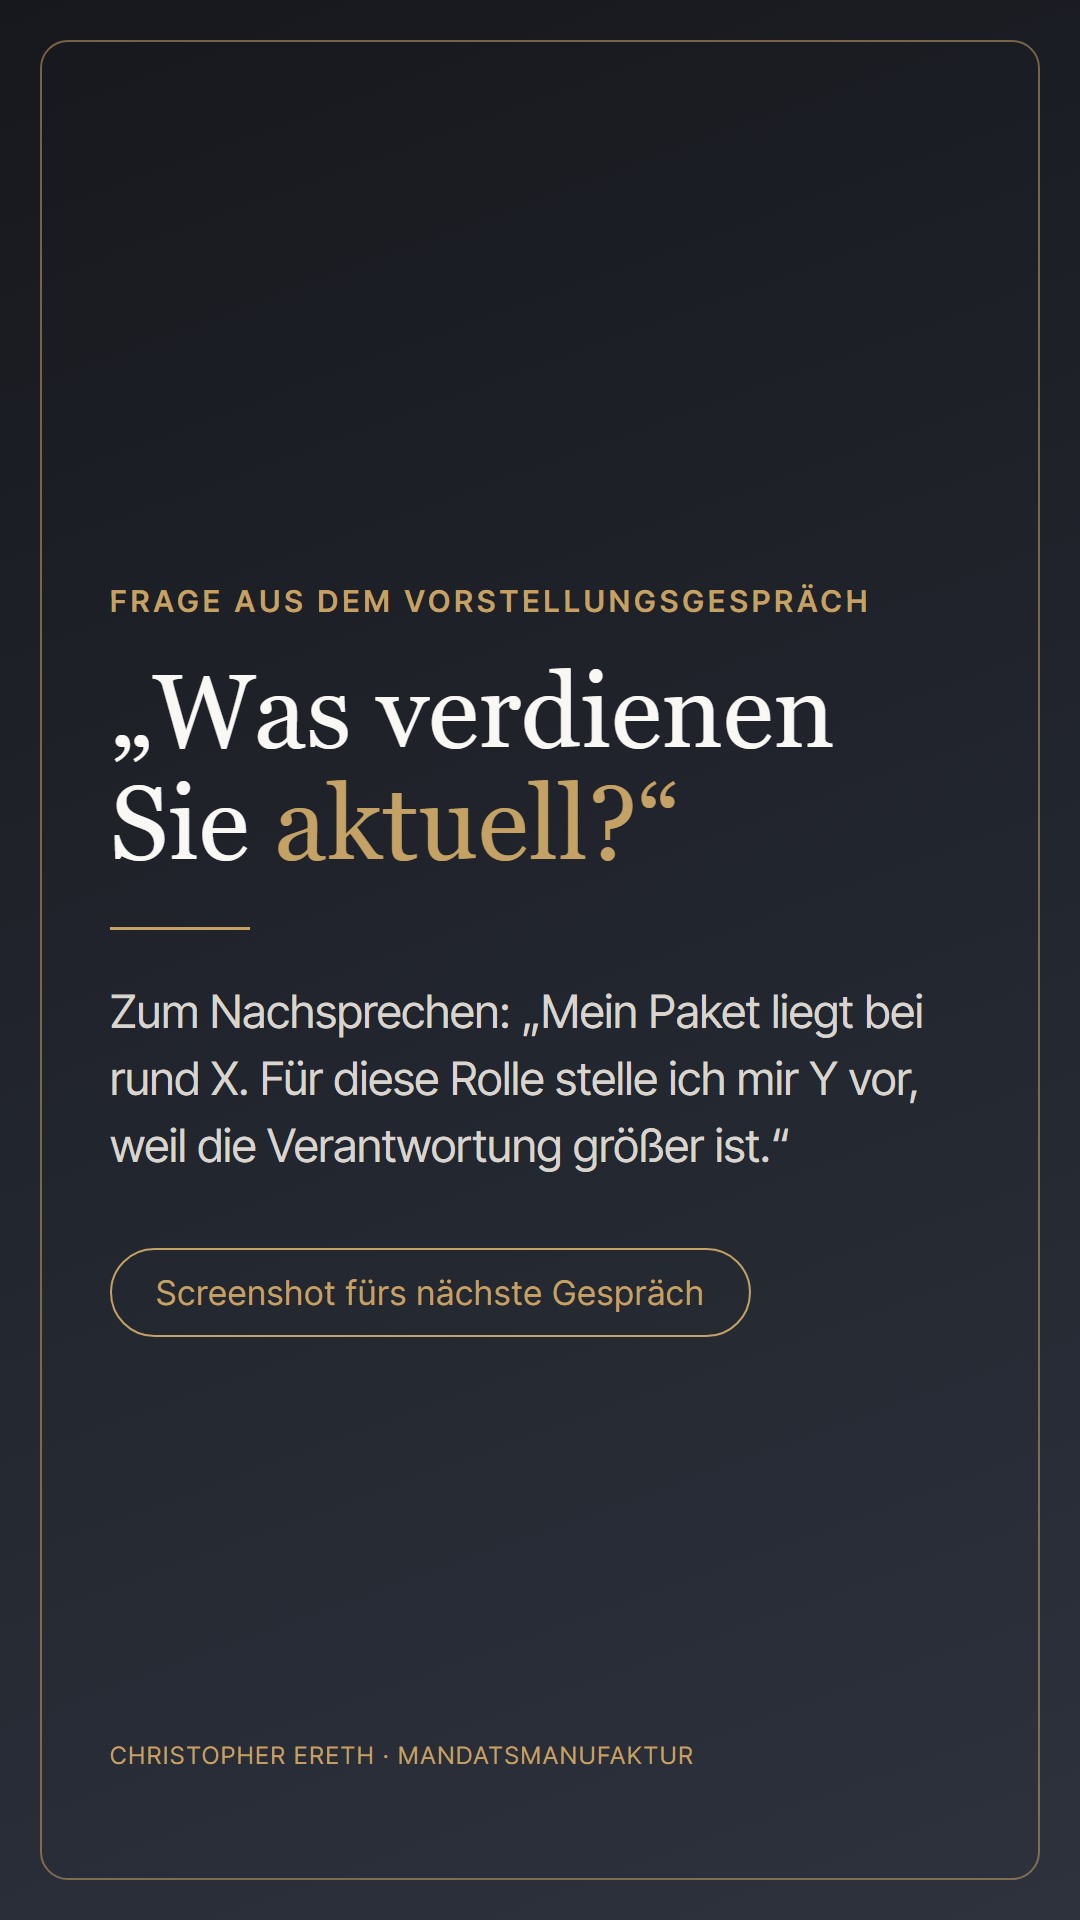 FRAGE AUS DEM VORSTELLUNGSGESPRÄCH
„Was verdienen
Sie aktuell?“
Zum Nachsprechen: „Mein Paket liegt bei
rund X. Für diese Rolle stelle ich mir Y vor,
weil die Verantwortung größer ist.“
Screenshot fürs nächste Gespräch
CHRISTOPHER ERETH · MANDATSMANUFAKTUR